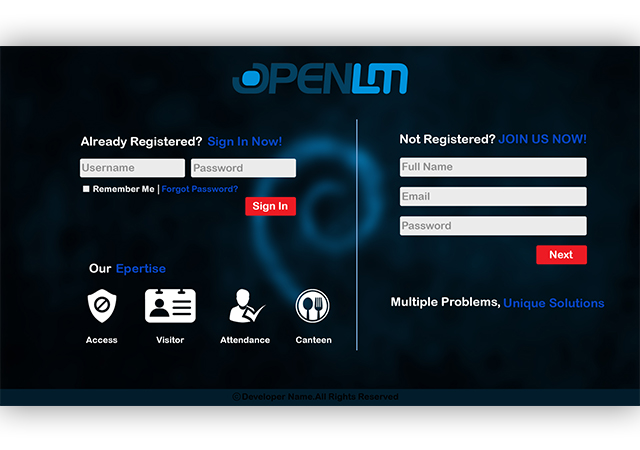 OPENLM
Already Registered? Sign In Now!
Username
Password
Remember Me | Forgot Password?
Sign In
Our Epertise
Access
Visitor
Attendance
Canteen
Not Registered? JOIN US NOW!
Full Name
Email
Password
Next
Multiple Problems, Unique Solutions
©Developer Name.All Rights Reserved